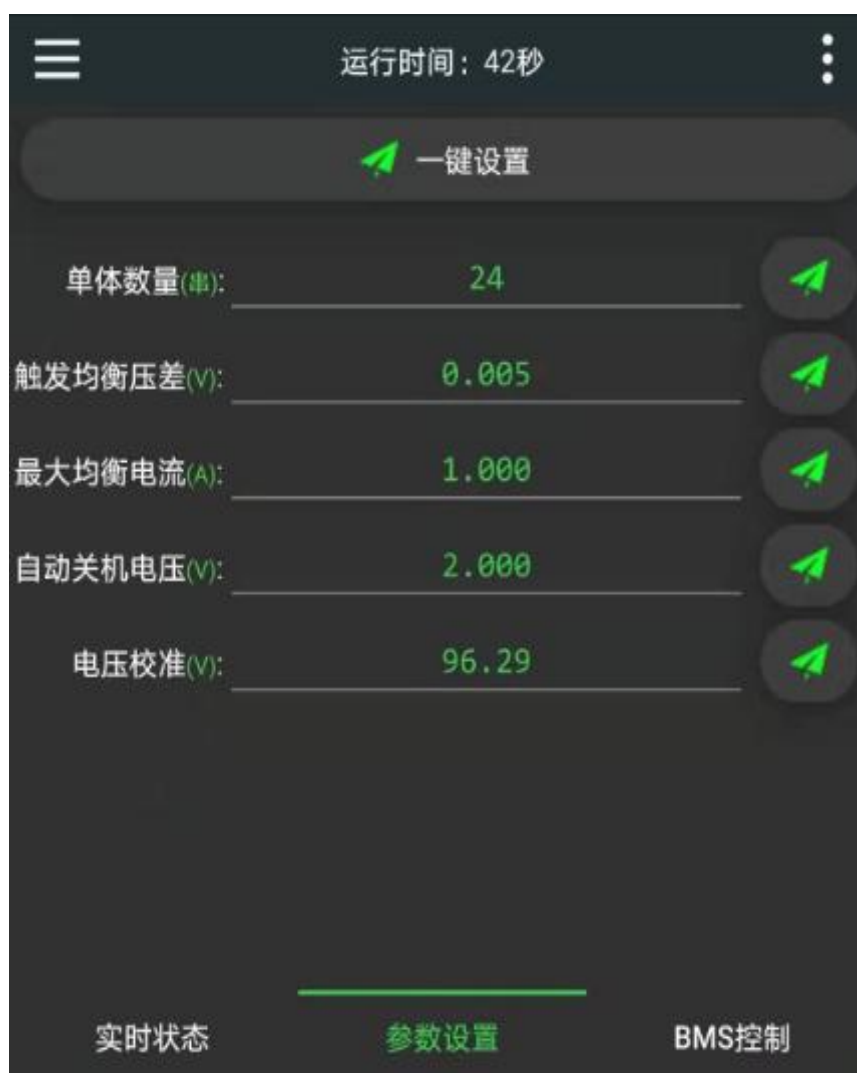 运行时间：42秒
一键设置
单体数量(串): 24
触发均衡压差(V): 0.005
最大均衡电流(A): 1.000
自动关机电压(V): 2.000
电压校准(V): 96.29
实时状态 参数设置 BMS控制